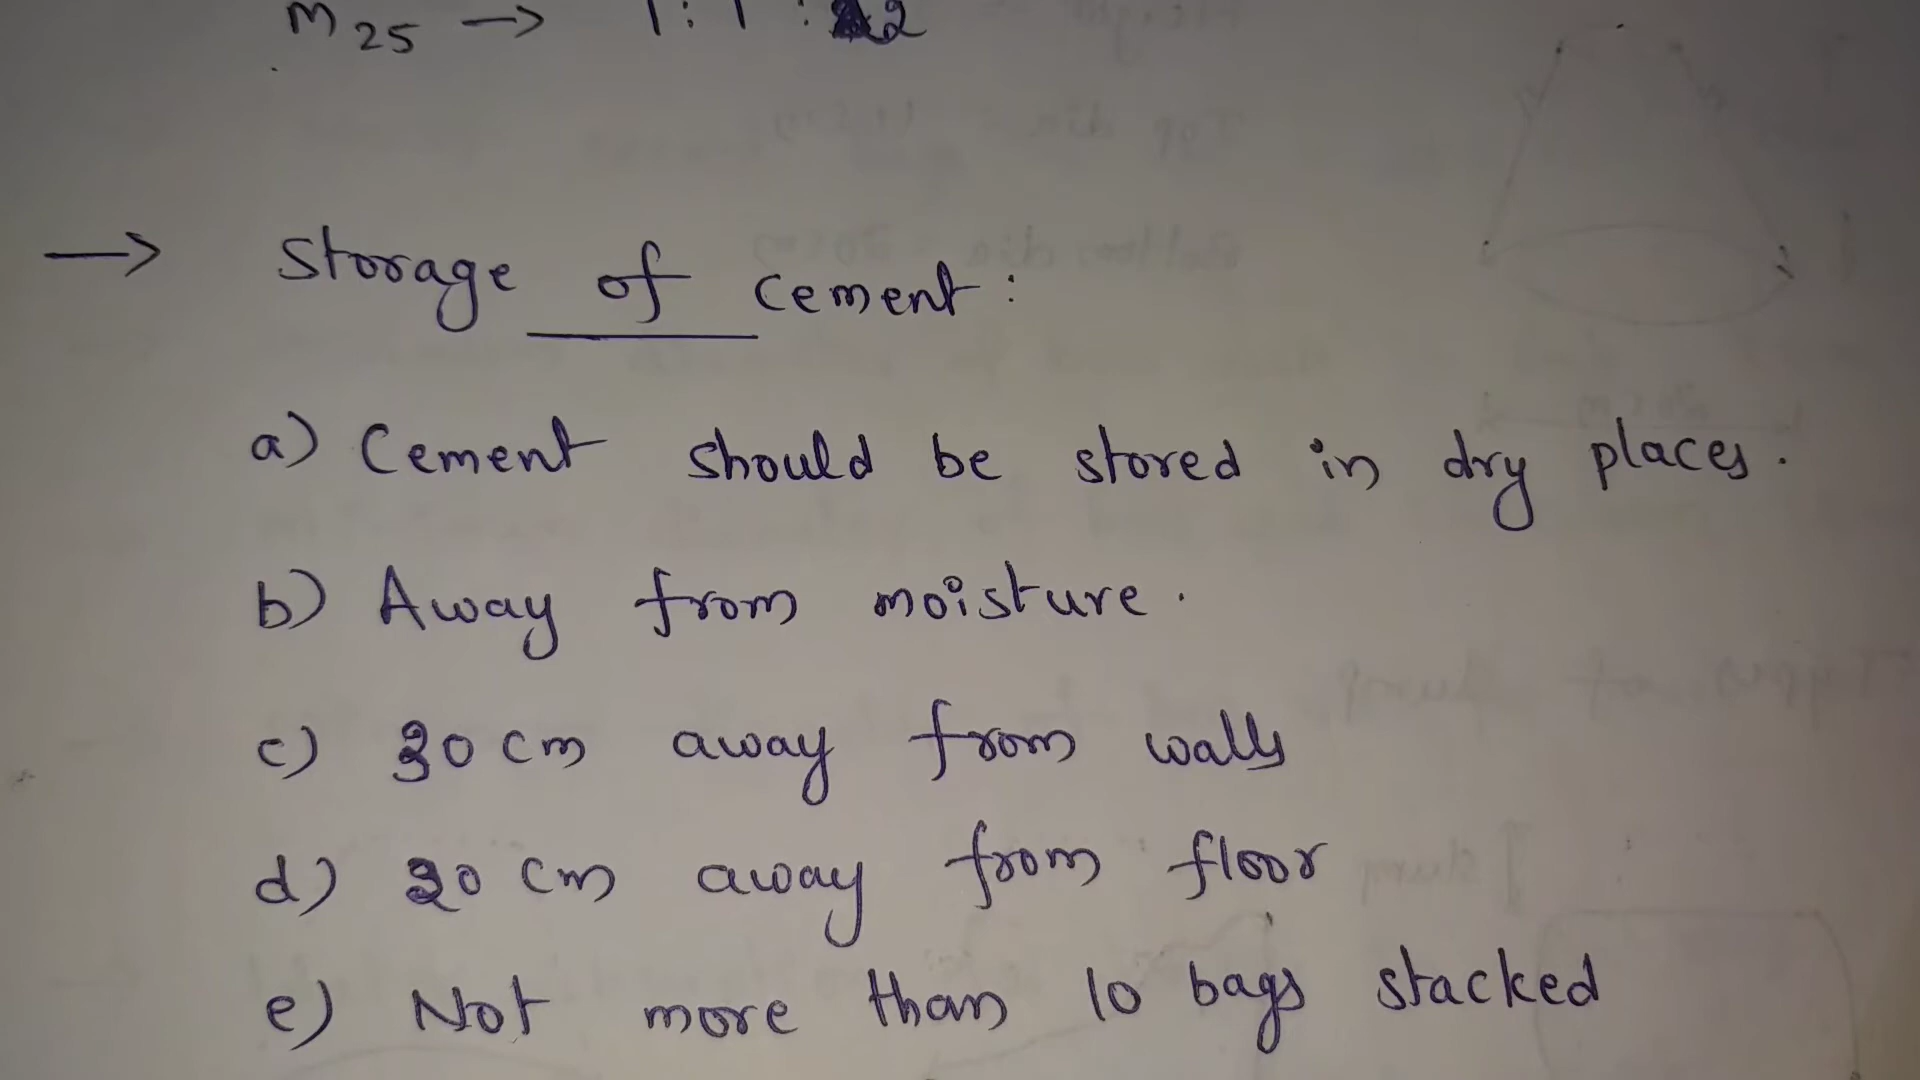 M25 → 1 : 1 : 2
→ Storage of cement :
a) Cement should be stored in dry places.
b) Away from moisture.
c) 30 cm away from walls
d) 20 cm away from floor
e) Not more than 10 bags stacked